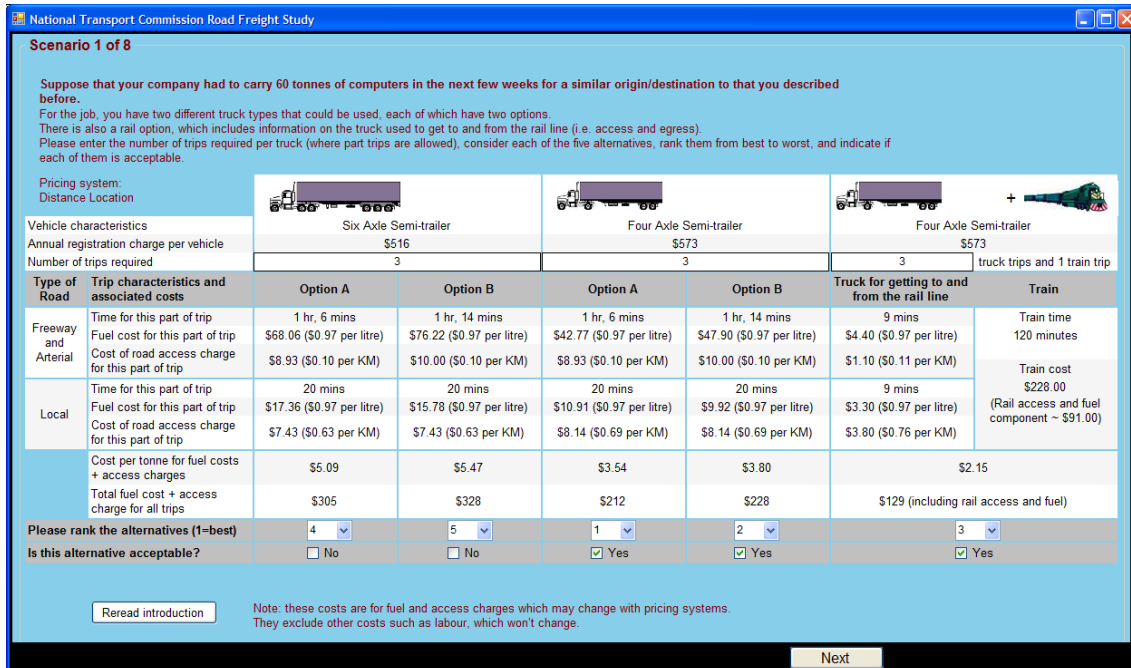 National Transport Commission Road Freight Study
Scenario 1 of 8
Suppose that your company had to carry 60 tonnes of computers in the next few weeks for a similar origin/destination to that you described
before.
For the job, you have two different truck types that could be used, each of which have two options.
There is also a rail option, which includes information on the truck used to get to and from the rail line (i.e. access and egress).
Please enter the number of trips required per truck (where part trips are allowed), consider each of the five alternatives, rank them from best to worst, and indicate if
each of them is acceptable.
Pricing system:
Distance Location
+
Vehicle characteristics Six Axle Semi-trailer Four Axle Semi-trailer Four Axle Semi-trailer
Annual registration charge per vehicle $516 $573 $573
Number of trips required 3 3 3 truck trips and 1 train trip
Type of Road Trip characteristics and associated costs Option A Option B Option A Option B Truck for getting to and from the rail line Train
Freeway and Arterial
Time for this part of trip 1 hr, 6 mins 1 hr, 14 mins 1 hr, 6 mins 1 hr, 14 mins 9 mins
Fuel cost for this part of trip $68.06 ($0.97 per litre) $76.22 ($0.97 per litre) $42.77 ($0.97 per litre) $47.90 ($0.97 per litre) $4.40 ($0.97 per litre)
Cost of road access charge for this part of trip $8.93 ($0.10 per KM) $10.00 ($0.10 per KM) $8.93 ($0.10 per KM) $10.00 ($0.10 per KM) $1.10 ($0.11 per KM)
Local
Time for this part of trip 20 mins 20 mins 20 mins 20 mins 9 mins
Fuel cost for this part of trip $17.36 ($0.97 per litre) $15.78 ($0.97 per litre) $10.91 ($0.97 per litre) $9.92 ($0.97 per litre) $3.30 ($0.97 per litre)
Cost of road access charge for this part of trip $7.43 ($0.63 per KM) $7.43 ($0.63 per KM) $8.14 ($0.69 per KM) $8.14 ($0.69 per KM) $3.80 ($0.76 per KM)
Train time
120 minutes
Train cost
$228.00
(Rail access and fuel
component ~ $91.00)
Cost per tonne for fuel costs + access charges $5.09 $5.47 $3.54 $3.80 $2.15
Total fuel cost + access charge for all trips $305 $328 $212 $228 $129 (including rail access and fuel)
Please rank the alternatives (1=best) 4 5 1 2 3
Is this alternative acceptable? No No Yes Yes Yes
Reread introduction
Note: these costs are for fuel and access charges which may change with pricing systems.
They exclude other costs such as labour, which won't change.
Next